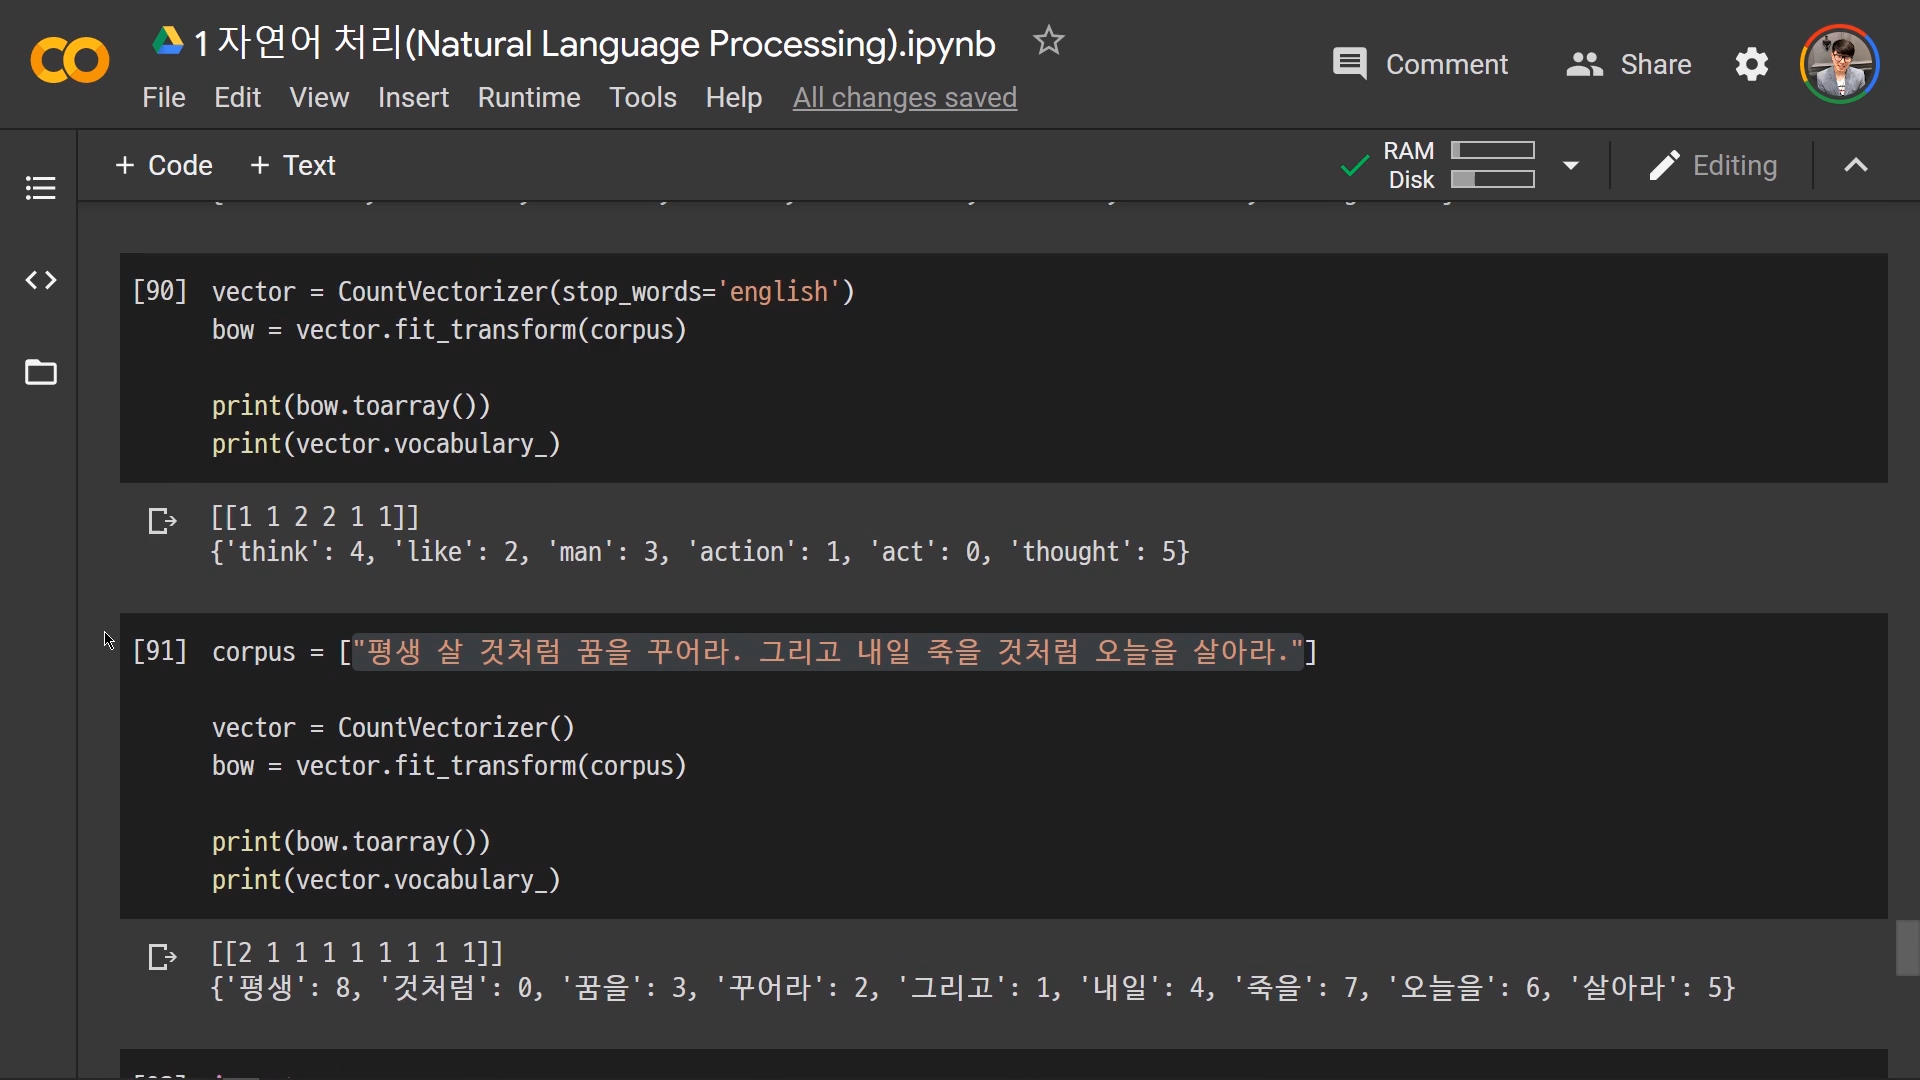 1 자연어 처리(Natural Language Processing).ipynb
Comment
Share
File Edit View Insert Runtime Tools Help All changes saved
+ Code + Text
RAM
Disk
Editing
[90] vector = CountVectorizer(stop_words='english')
bow = vector.fit_transform(corpus)
print(bow.toarray())
print(vector.vocabulary_)
[[1 1 2 2 1 1]]
{'think': 4, 'like': 2, 'man': 3, 'action': 1, 'act': 0, 'thought': 5}
[91] corpus = ["평생 살 것처럼 꿈을 꾸어라. 그리고 내일 죽을 것처럼 오늘을 살아라."]
vector = CountVectorizer()
bow = vector.fit_transform(corpus)
print(bow.toarray())
print(vector.vocabulary_)
[[2 1 1 1 1 1 1 1 1]]
{'평생': 8, '것처럼': 0, '꿈을': 3, '꾸어라': 2, '그리고': 1, '내일': 4, '죽을': 7, '오늘을': 6, '살아라': 5}